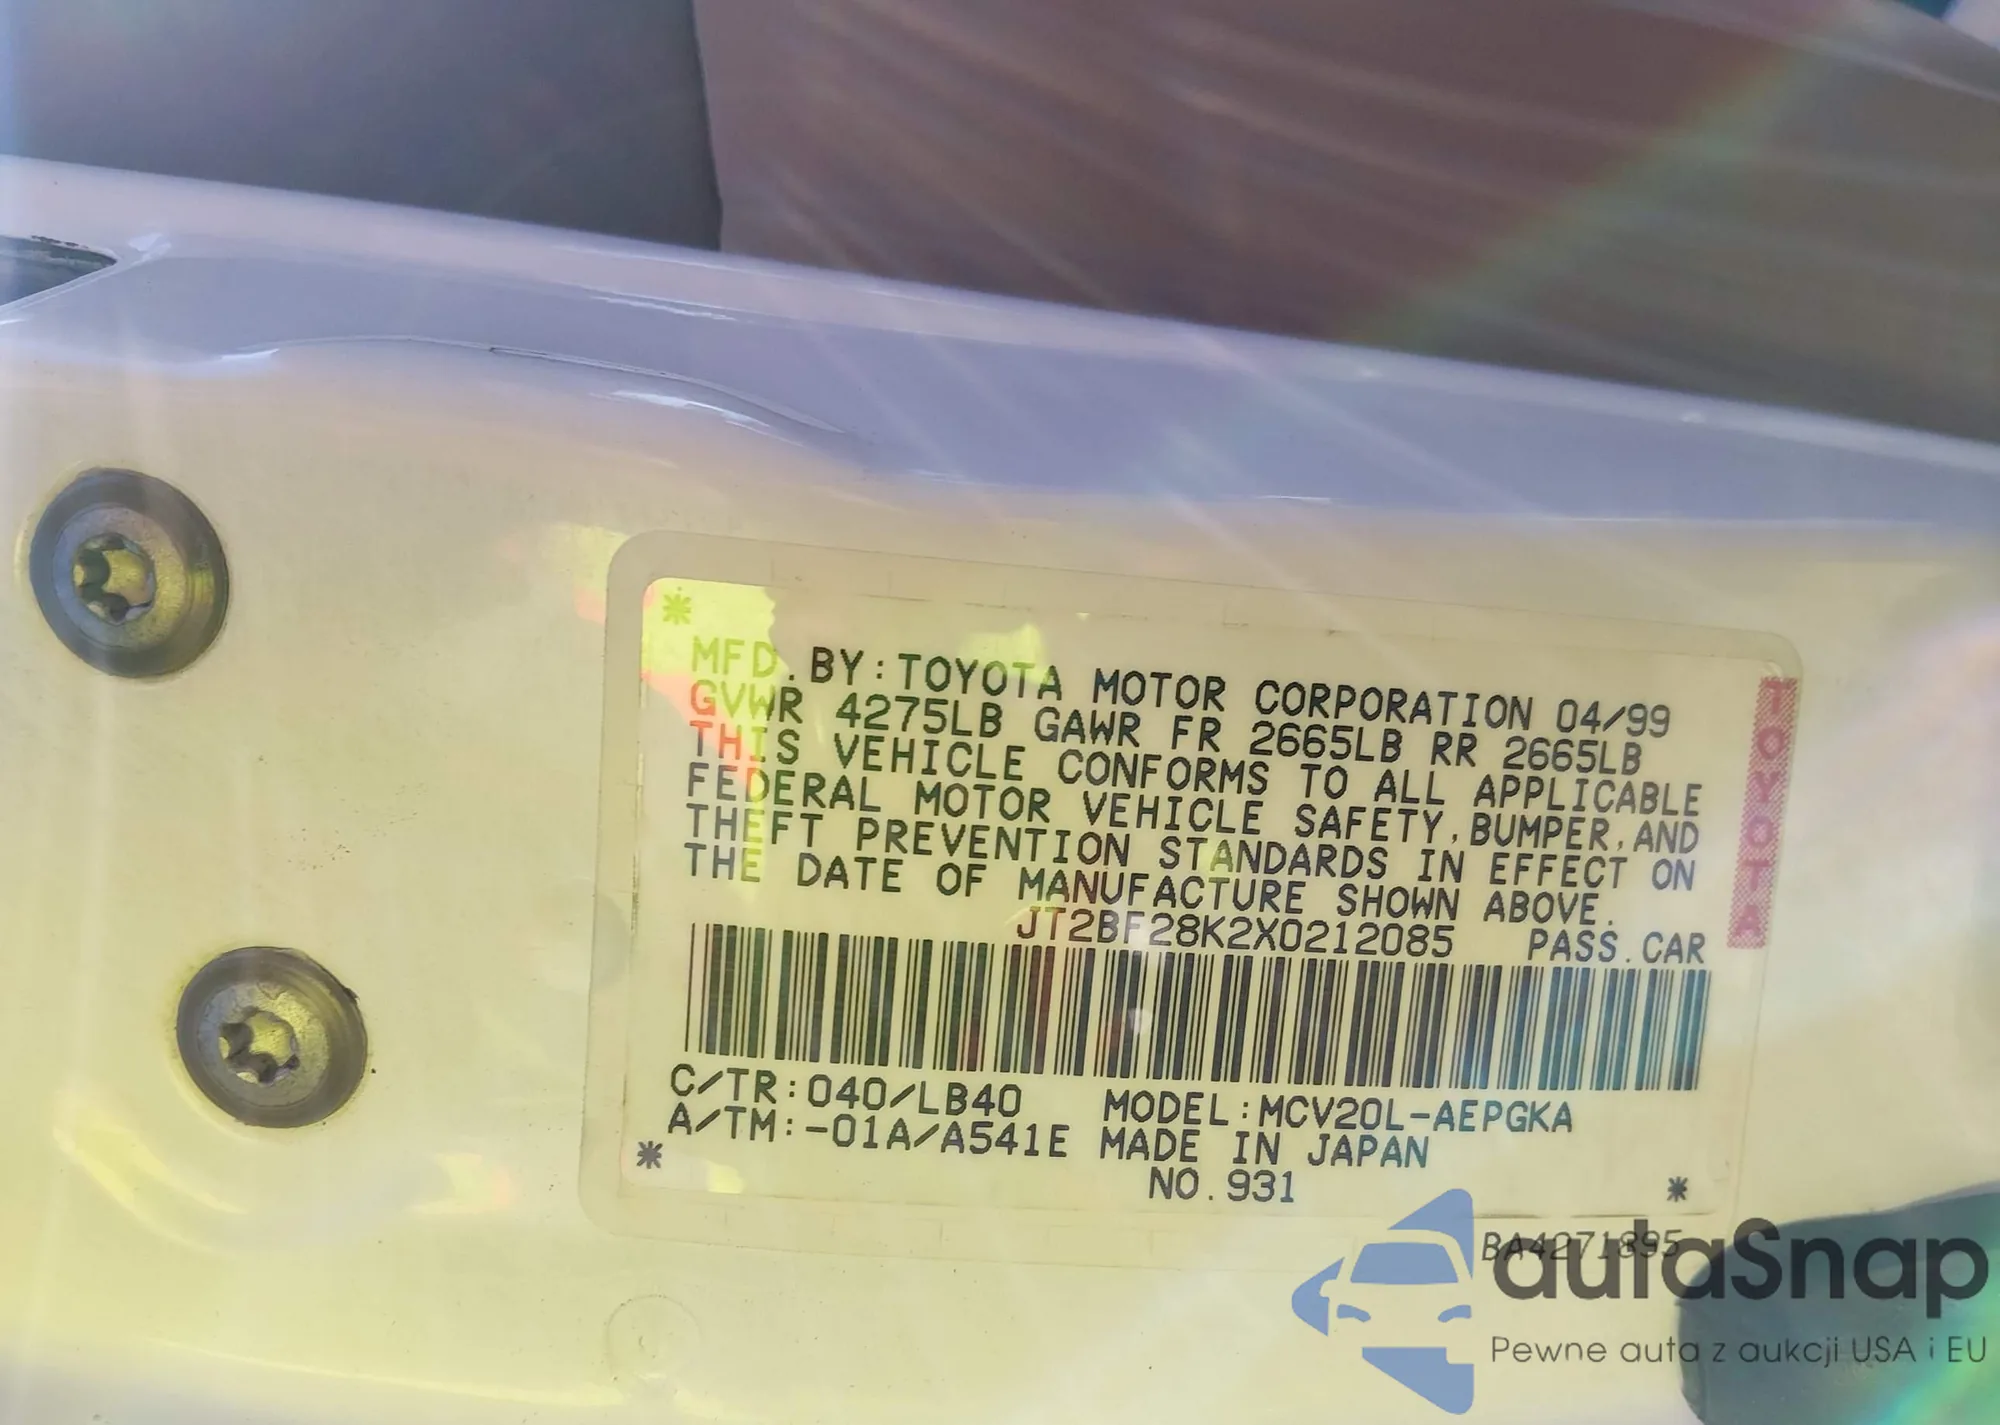 *
MFD. BY: TOYOTA MOTOR CORPORATION 04/99
GVWR 4275LB GAWR FR 2665LB RR 2665LB
THIS VEHICLE CONFORMS TO ALL APPLICABLE
FEDERAL MOTOR VEHICLE SAFETY, BUMPER, AND
THEFT PREVENTION STANDARDS IN EFFECT ON
THE DATE OF MANUFACTURE SHOWN ABOVE.
JT2BF28K2X0212085 PASS. CAR
C/TR: 040/LB40 MODEL: MCV20L-AEPGKA
A/TM: -01A/A541E MADE IN JAPAN
* NO. 931 *
TOYOTA
BA4271895
autaSnap
Pewne auta z aukcji USA i EU